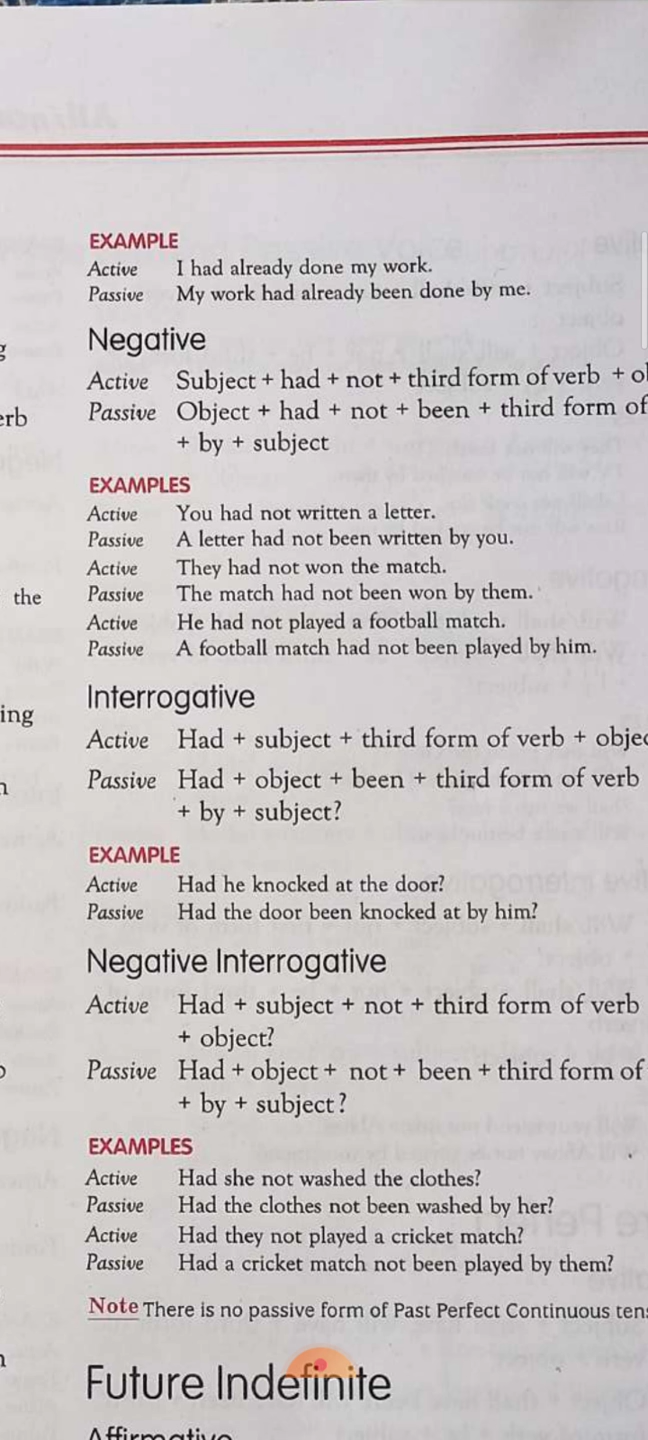 EXAMPLE
Active I had already done my work.
Passive My work had already been done by me.
g
Negative
Active Subject + had + not + third form of verb + ob
erb
Passive Object + had + not + been + third form of
+ by + subject
EXAMPLES
Active You had not written a letter.
Passive A letter had not been written by you.
Active They had not won the match.
the
Passive The match had not been won by them.
Active He had not played a football match.
Passive A football match had not been played by him.
Interrogative
ing
Active Had + subject + third form of verb + objec
Passive Had + object + been + third form of verb
+ by + subject?
EXAMPLE
Active Had he knocked at the door?
Passive Had the door been knocked at by him?
Negative Interrogative
Active Had + subject + not + third form of verb
+ object?
Passive Had + object + not + been + third form of
+ by + subject?
EXAMPLES
Active Had she not washed the clothes?
Passive Had the clothes not been washed by her?
Active Had they not played a cricket match?
Passive Had a cricket match not been played by them?
Note There is no passive form of Past Perfect Continuous tens
Future Indefinite
Affirmative